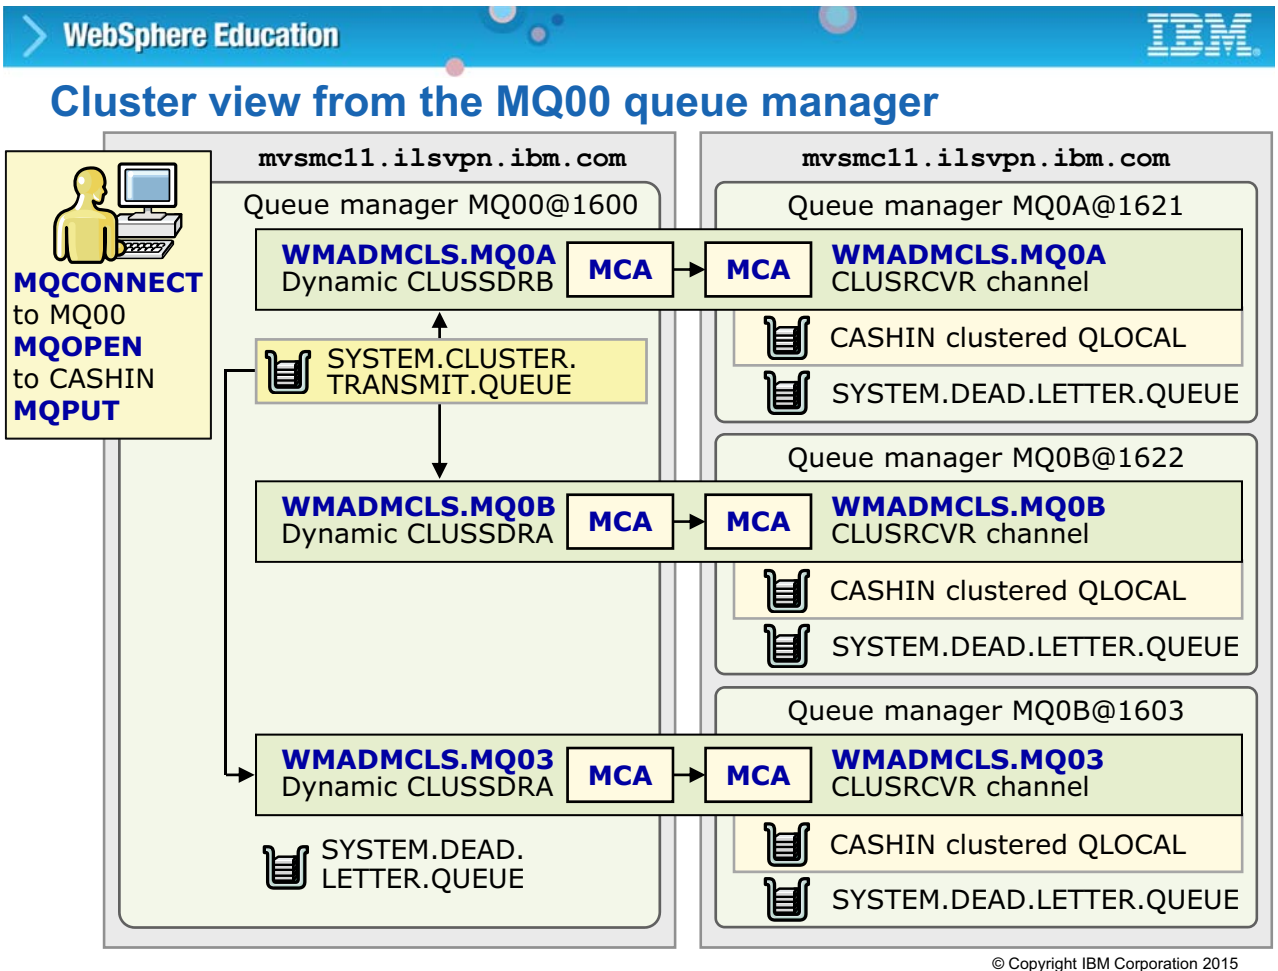 WebSphere Education
IBM.
Cluster view from the MQ00 queue manager
MQCONNECT
to MQ00
MQOPEN
to CASHIN
MQPUT
mvsmc11.ilsvpn.ibm.com
Queue manager MQ00@1600
WMADMCLS.MQ0A
Dynamic CLUSSDRB
MCA
SYSTEM.CLUSTER.
TRANSMIT.QUEUE
WMADMCLS.MQ0B
Dynamic CLUSSDRA
MCA
WMADMCLS.MQ03
Dynamic CLUSSDRA
MCA
SYSTEM.DEAD.
LETTER.QUEUE
mvsmc11.ilsvpn.ibm.com
Queue manager MQ0A@1621
MCA
WMADMCLS.MQ0A
CLUSRCVR channel
CASHIN clustered QLOCAL
SYSTEM.DEAD.LETTER.QUEUE
Queue manager MQ0B@1622
MCA
WMADMCLS.MQ0B
CLUSRCVR channel
CASHIN clustered QLOCAL
SYSTEM.DEAD.LETTER.QUEUE
Queue manager MQ0B@1603
MCA
WMADMCLS.MQ03
CLUSRCVR channel
CASHIN clustered QLOCAL
SYSTEM.DEAD.LETTER.QUEUE
© Copyright IBM Corporation 2015